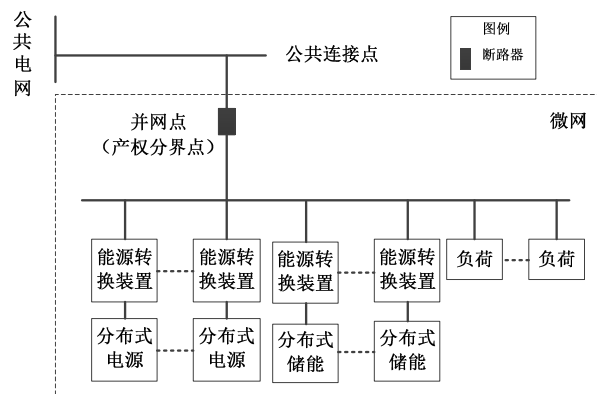 公共电网
公共连接点
图例
断路器
并网点
（产权分界点）
微网
能源转
换装置
能源转
换装置
能源转
换装置
能源转
换装置
负荷
负荷
分布式
电源
分布式
电源
分布式
储能
分布式
储能